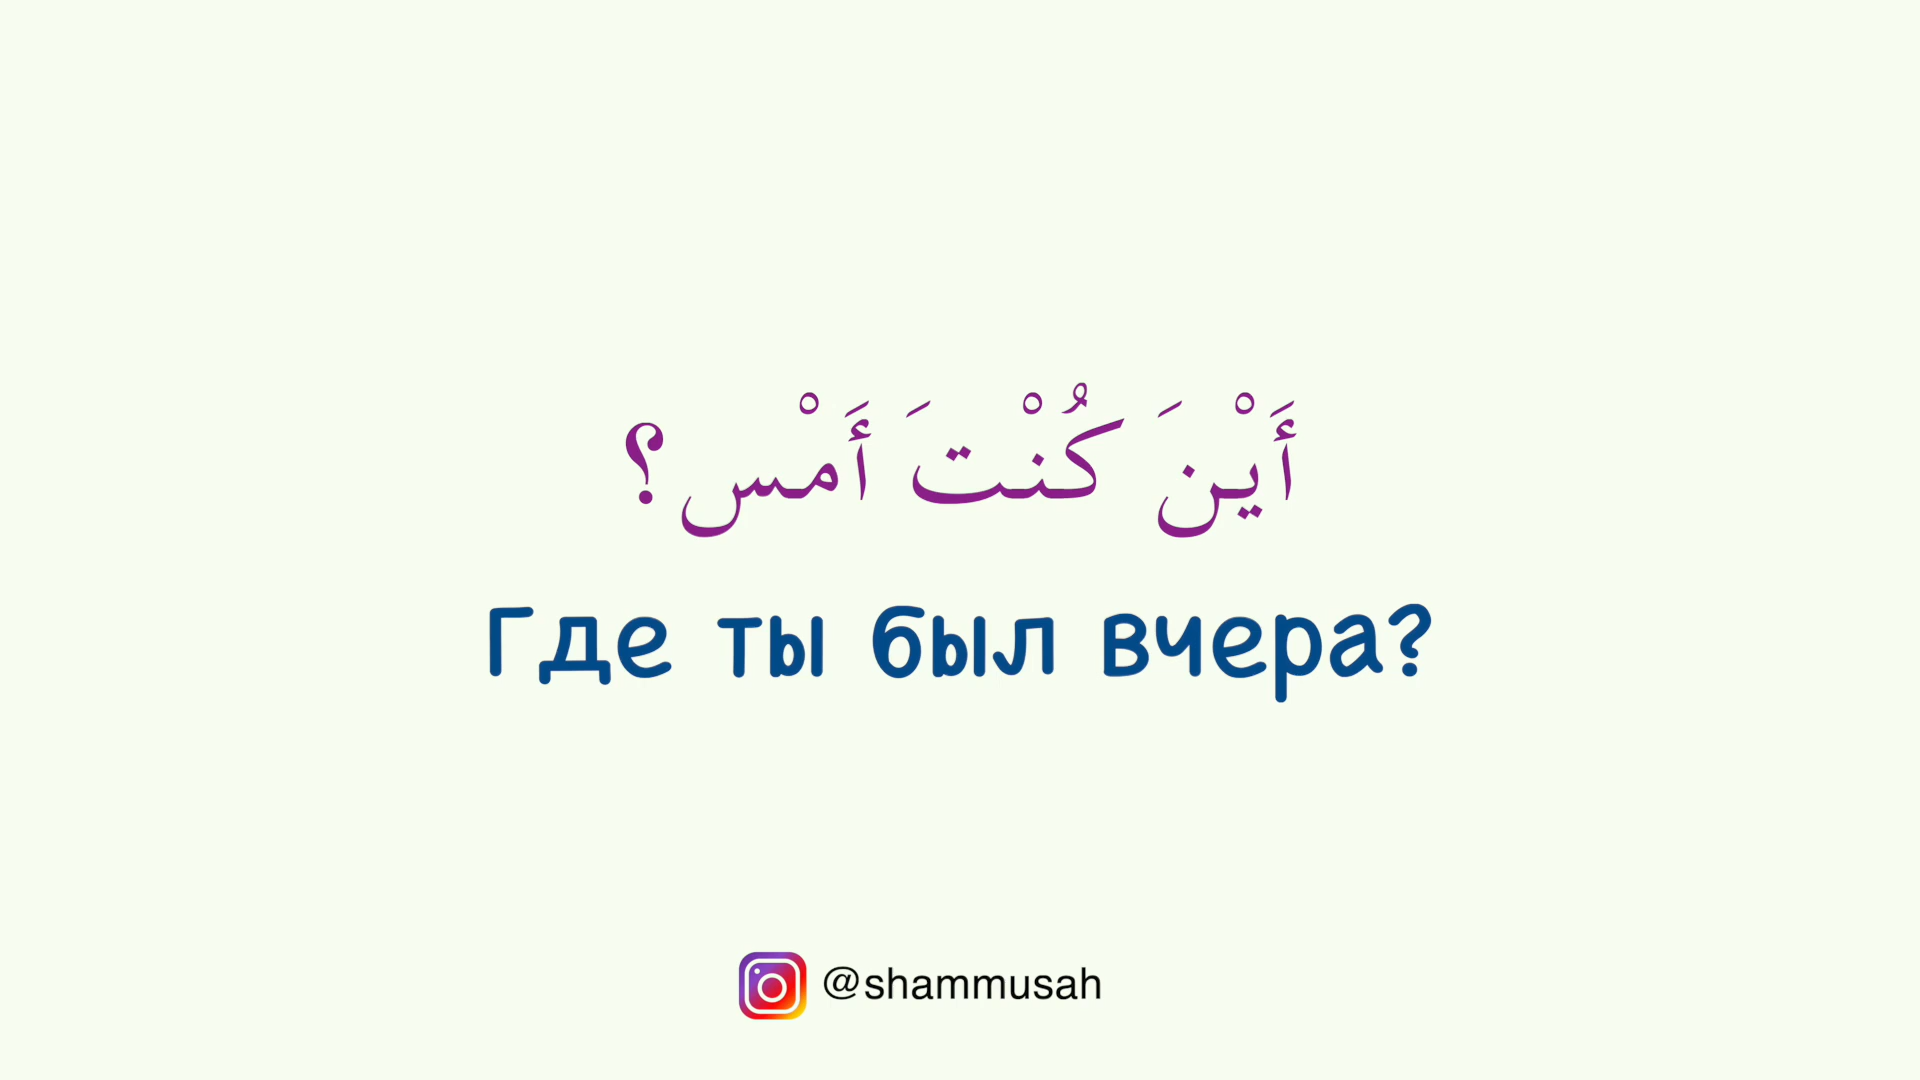 أَيْنَ كُنْتَ أَمْس؟
Где ты был вчера?
@shammusah